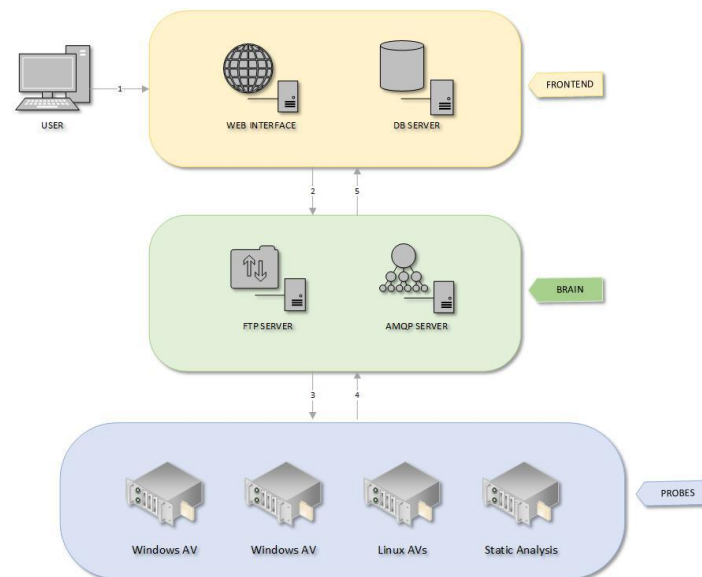 1
USER
WEB INTERFACE
DB SERVER
FRONTEND
2
5
FTP SERVER
AMQP SERVER
BRAIN
3
4
Windows AV
Windows AV
Linux AVs
Static Analysis
PROBES